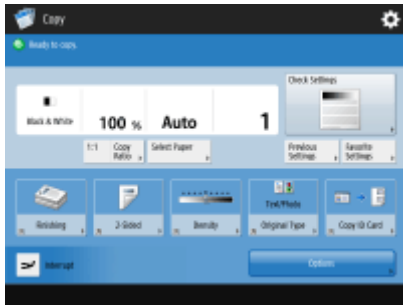 Copy
Ready to copy.
Check Settings
Black & White
100 %
Auto
1
1:1
Copy Ratio
Select Paper
Previous Settings
Favorite Settings
Finishing
2-Sided
Density
Text/Photo
Original Type
Copy ID Card
Interrupt
Options